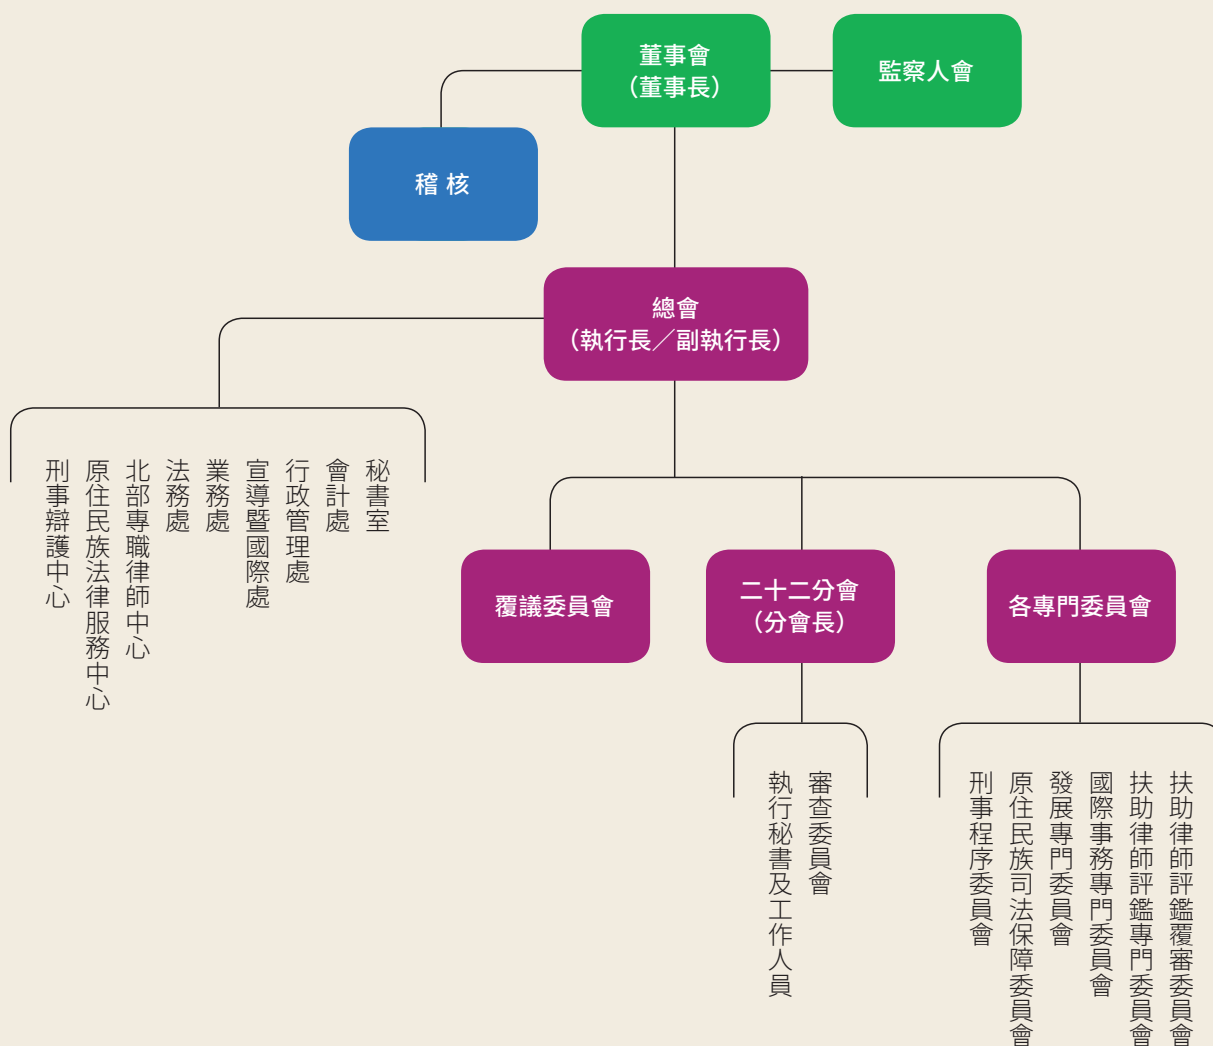 董事會
（董事長）
監察人會
稽核
總會
（執行長／副執行長）
秘書室
會計處
行政管理處
宣導暨國際處
業務處
法務處
北部專職律師中心
原住民族法律服務中心
刑事辯護中心
覆議委員會
二十二分會
（分會長）
各專門委員會
審查委員會
執行秘書及工作人員
扶助律師評鑑覆審委員會
扶助律師評鑑專門委員會
國際事務專門委員會
發展專門委員會
原住民族司法保障委員會
刑事程序委員會